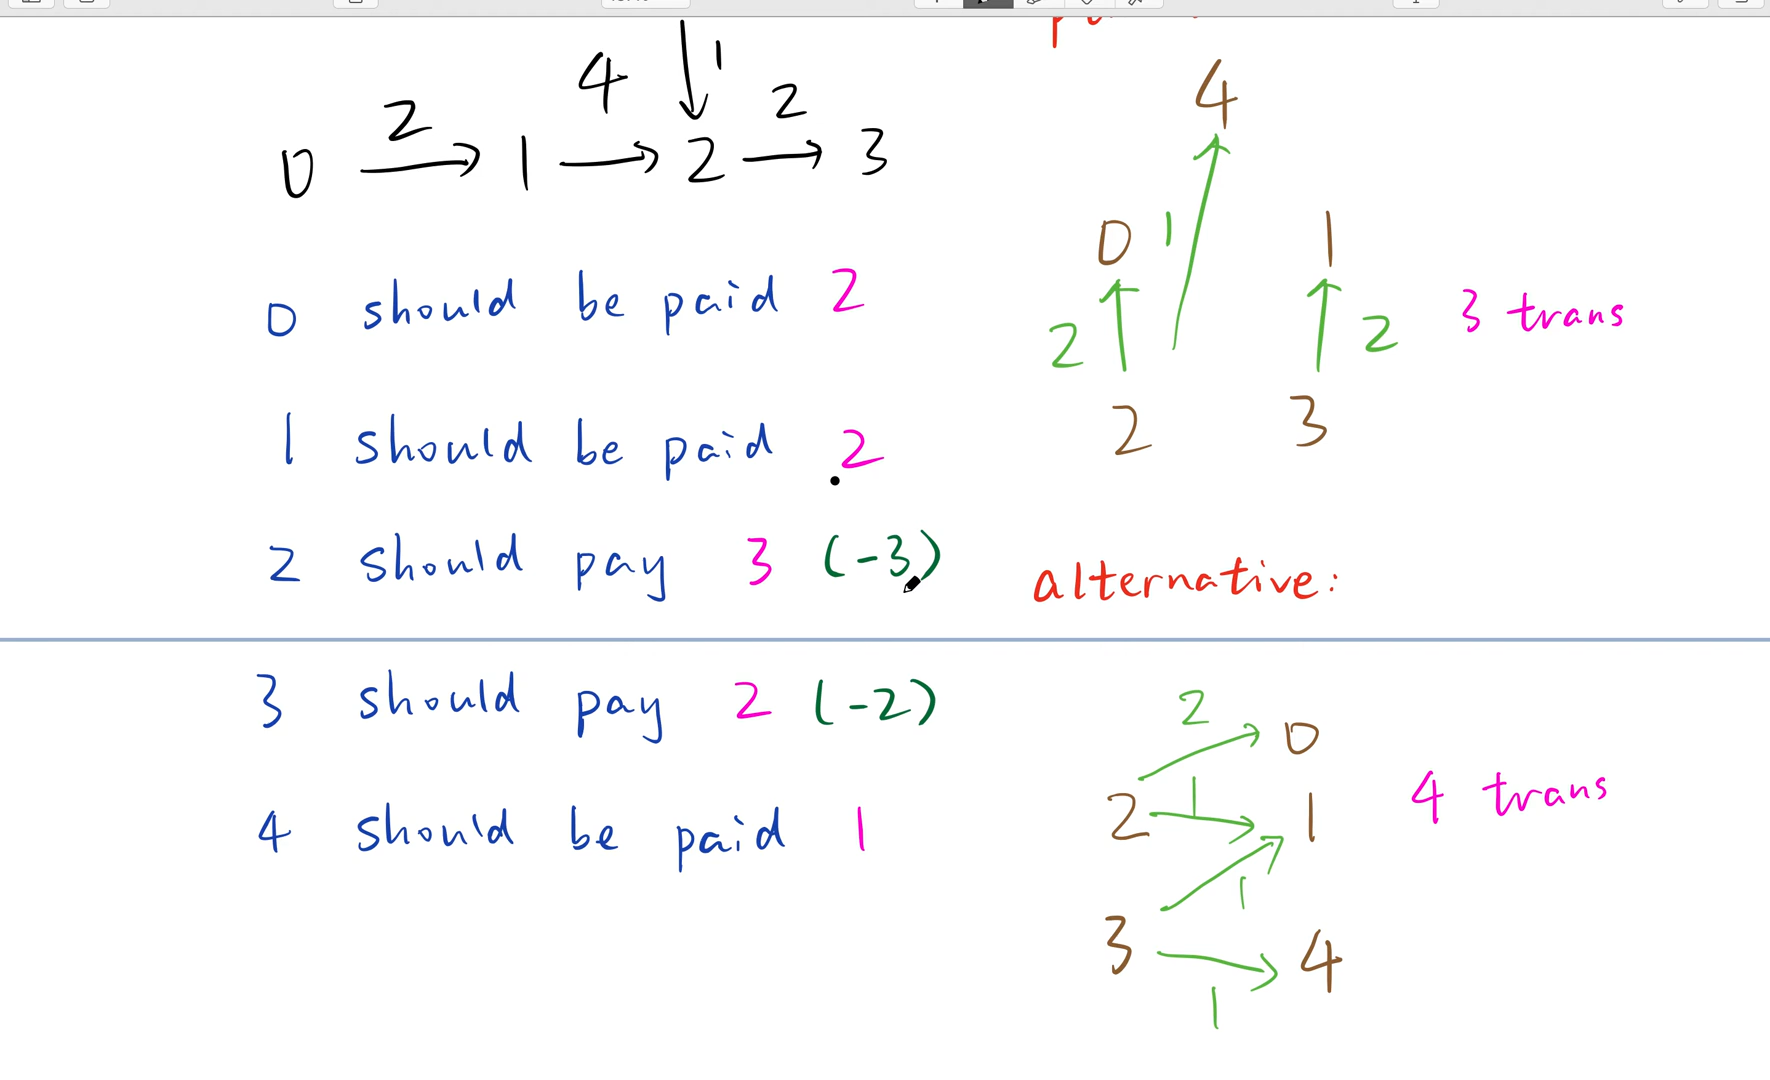 4 1 2
2
0 1 2 3
0 should be paid 2
1 should be paid 2
2 should pay 3 (-3)
3 should pay 2 (-2)
4 should be paid 1
4
0 1 1
2 2 3 trans
2 3
alternative:
2 0
2 1 1 4 trans
1
3 4
1